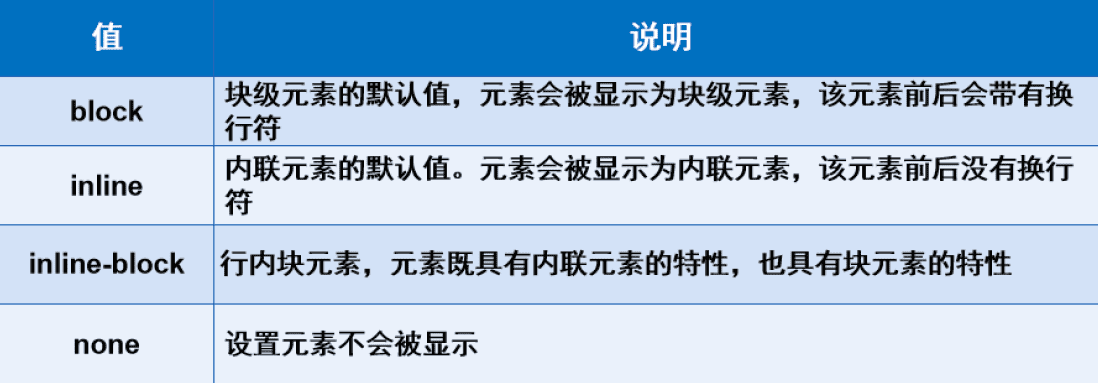 值 说明
block 块级元素的默认值，元素会被显示为块级元素，该元素前后会带有换
行符
inline 内联元素的默认值。元素会被显示为内联元素，该元素前后没有换行
符
inline-block 行内块元素，元素既具有内联元素的特性，也具有块元素的特性
none 设置元素不会被显示